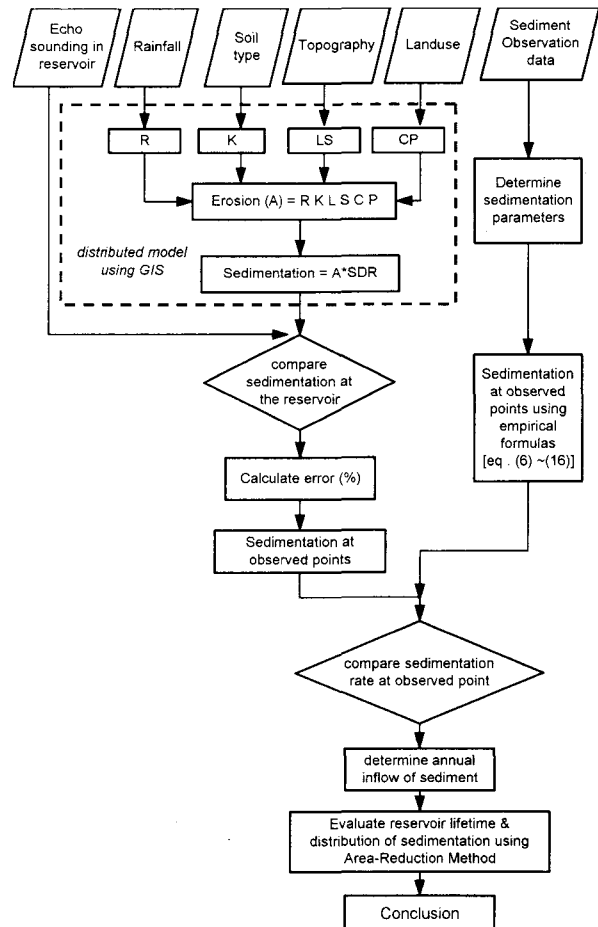 Echo
sounding in
reservoir
Rainfall
Soil
type
Topography
Landuse
Sediment
Observation
data
R
K
LS
CP
Determine
sedimentation
parameters
Erosion (A) = R K L S C P
distributed model
using GIS
Sedimentation = A*SDR
compare
sedimentation at
the reservoir
Sedimentation
at observed
points using
empirical
formulas
[eq . (6) ~(16)]
Calculate error (%)
Sedimentation at
observed points
compare sedimentation
rate at observed point
determine annual
inflow of sediment
Evaluate reservoir lifetime &
distribution of sedimentation using
Area-Reduction Method
Conclusion